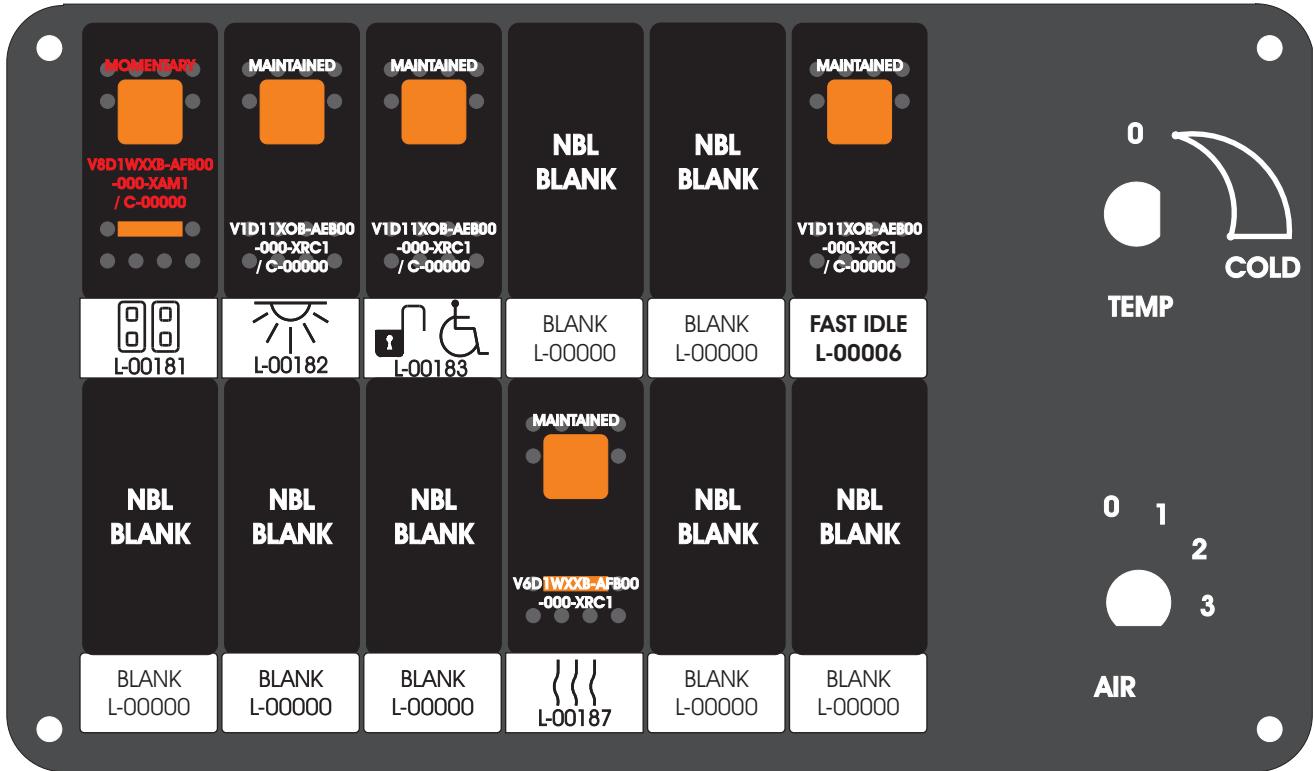 MOMENTARY
V8D1WXXB-AFB00
-000-XAM1
/ C-00000
L-00181
MAINTAINED
V1D11XOB-AEB00
-000-XRC1
/ C-00000
L-00182
MAINTAINED
V1D11XOB-AEB00
-000-XRC1
/ C-00000
L-00183
NBL
BLANK
BLANK
L-00000
NBL
BLANK
BLANK
L-00000
MAINTAINED
V1D11XOB-AEB00
-000-XRC1
/ C-00000
FAST IDLE
L-00006
NBL
BLANK
BLANK
L-00000
NBL
BLANK
BLANK
L-00000
NBL
BLANK
BLANK
L-00000
MAINTAINED
V6D1WXXB-AFB00
-000-XRC1
L-00187
NBL
BLANK
BLANK
L-00000
NBL
BLANK
BLANK
L-00000
0
COLD
TEMP
0
1
2
3
AIR